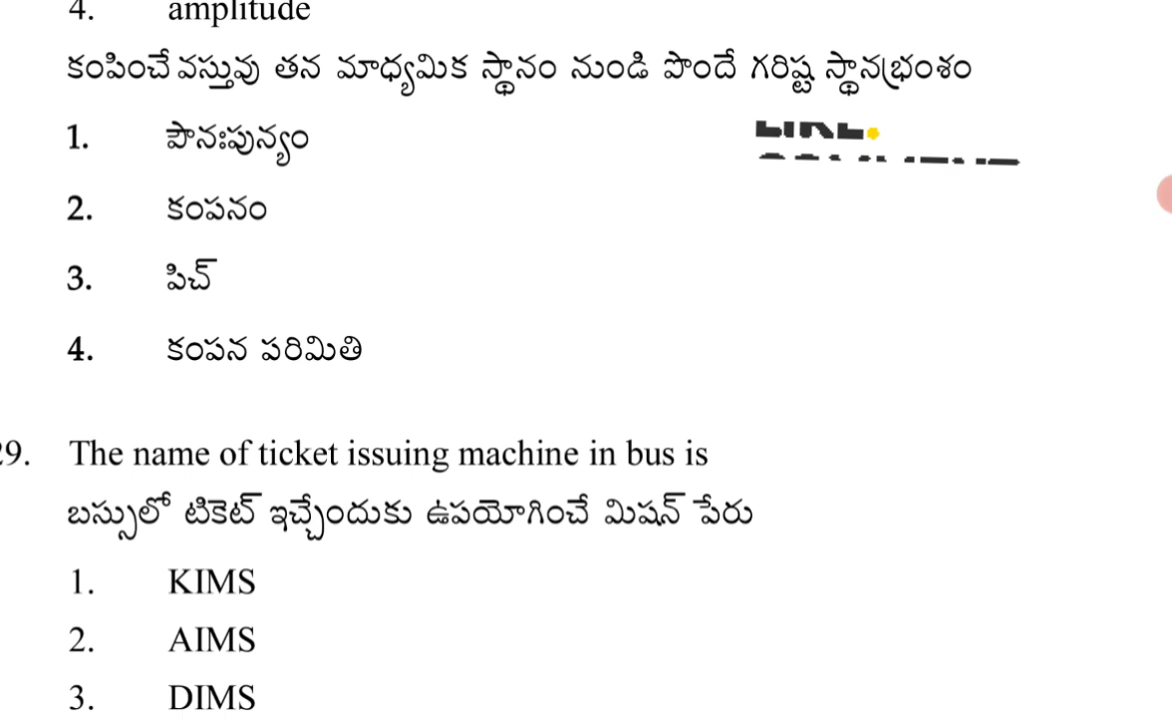 4. amplitude
కంపించే వస్తువు తన మాధ్యమిక స్థానం నుండి పొందే గరిష్ట స్థానభ్రంశం
1. పౌనఃపున్యం
2. కంపనం
3. పిచ్
4. కంపన పరిమితి
29. The name of ticket issuing machine in bus is
బస్సులో టికెట్ ఇచ్చేందుకు ఉపయోగించే మిషన్ పేరు
1. KIMS
2. AIMS
3. DIMS